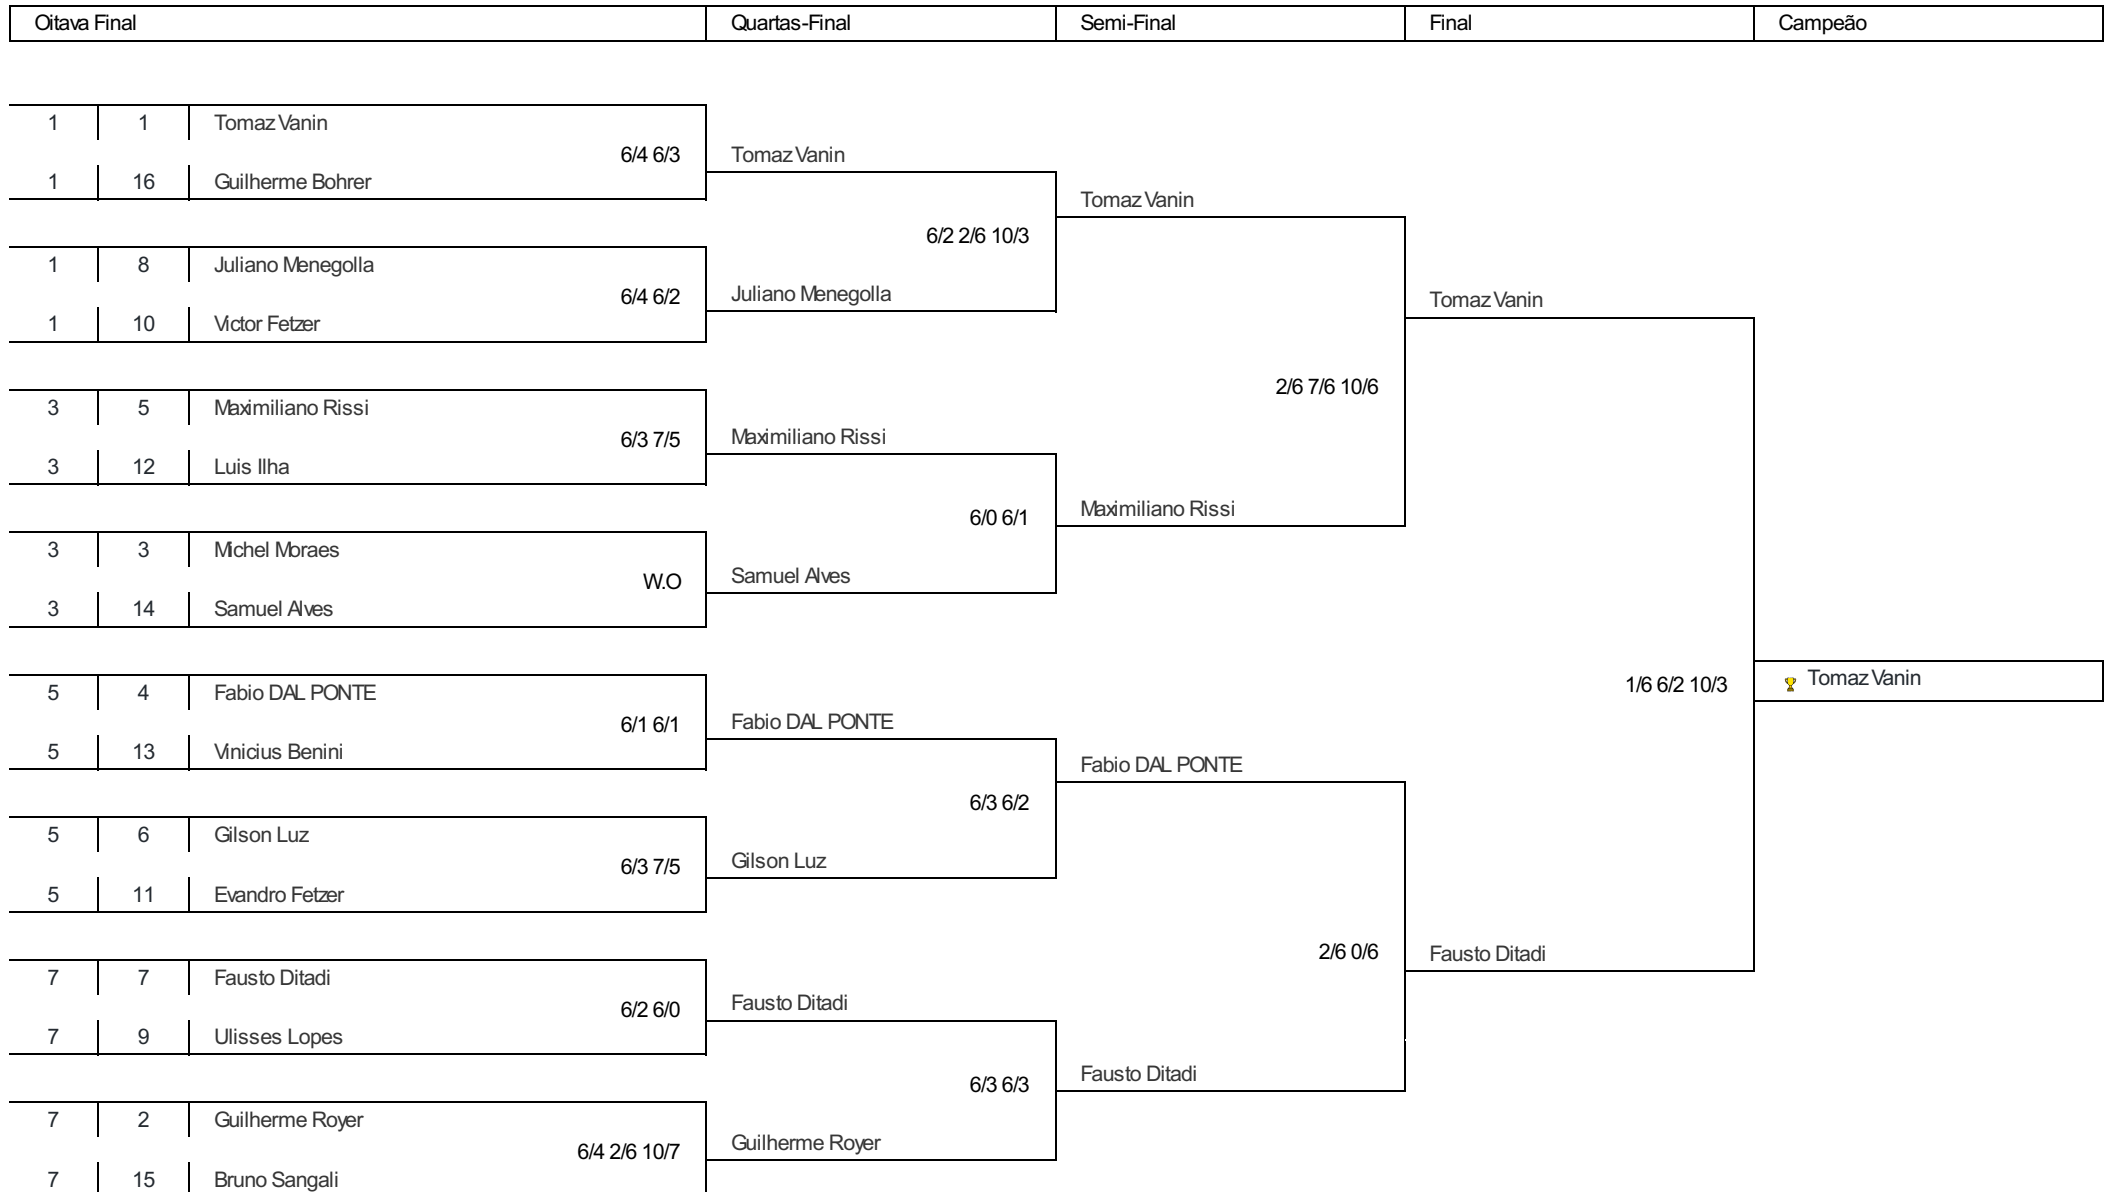 Oitava Final Quartas-Final Semi-Final Final Campeão
1 1 Tomaz Vanin
6/4 6/3 Tomaz Vanin
1 16 Guilherme Bohrer
Tomaz Vanin
6/2 2/6 10/3
1 8 Juliano Menegolla
6/4 6/2 Juliano Menegolla
Tomaz Vanin
1 10 Victor Fetzer
2/6 7/6 10/6
3 5 Maximiliano Rissi
6/3 7/5 Maximiliano Rissi
3 12 Luis Ilha
6/0 6/1 Maximiliano Rissi
3 3 Michel Moraes
W.O Samuel Alves
3 14 Samuel Alves
1/6 6/2 10/3 Tomaz Vanin
5 4 Fabio DAL PONTE
6/1 6/1 Fabio DAL PONTE
5 13 Vinicius Benini
Fabio DAL PONTE
6/3 6/2
5 6 Gilson Luz
6/3 7/5 Gilson Luz
5 11 Evandro Fetzer
2/6 0/6 Fausto Ditadi
7 7 Fausto Ditadi
6/2 6/0 Fausto Ditadi
7 9 Ulisses Lopes
6/3 6/3 Fausto Ditadi
7 2 Guilherme Royer
6/4 2/6 10/7 Guilherme Royer
7 15 Bruno Sangali